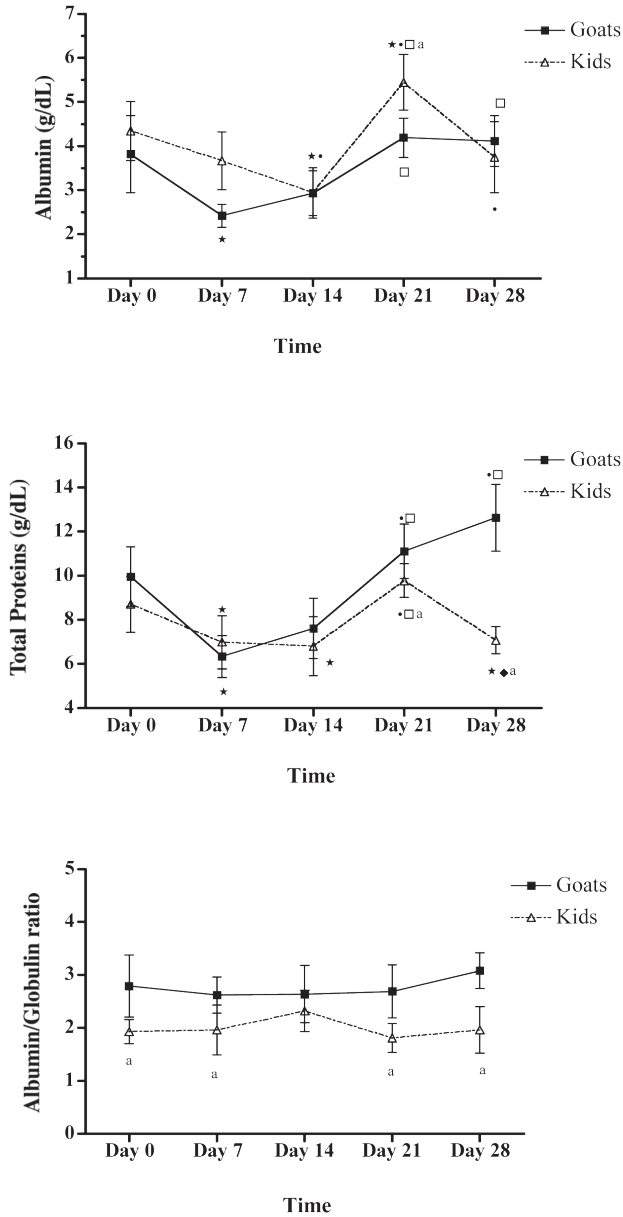 Albumin (g/dL)
7
6
5
4
3
2
1
Goats
Kids
★•□ a
□
★•
□
★
•
Day 0 Day 7 Day 14 Day 21 Day 28
Time
Total Proteins (g/dL)
16
14
12
10
8
6
4
Goats
Kids
•□
•□
★
•□ a
★
★
★◆a
Day 0 Day 7 Day 14 Day 21 Day 28
Time
Albumin/Globulin ratio
5
4
3
2
1
0
Goats
Kids
a a a a
Day 0 Day 7 Day 14 Day 21 Day 28
Time